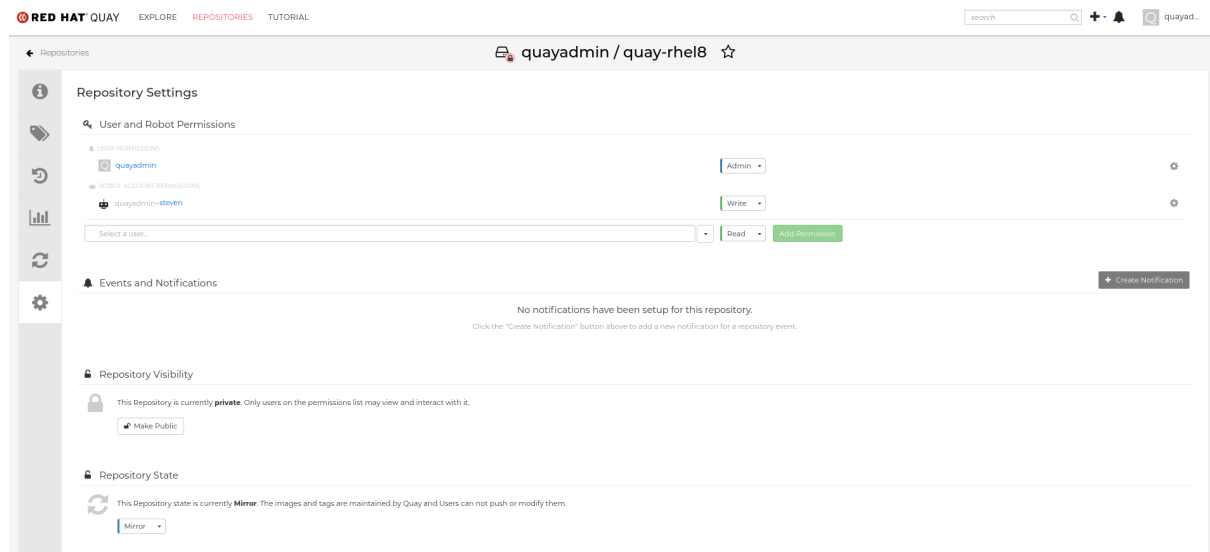 RED HAT® QUAY EXPLORE REPOSITORIES TUTORIAL search quayad...
Repositories quayadmin / quay-rhel8
Repository Settings
User and Robot Permissions
USER PERMISSIONS
quayadmin Admin
ROBOT ACCOUNT PERMISSIONS
quayadmin+steven Write
Select a user... Read Add Permission
Events and Notifications + Create Notification
No notifications have been setup for this repository.
Click the "Create Notification" button above to add a new notification for a repository event.
Repository Visibility
This Repository is currently private. Only users on the permissions list may view and interact with it.
Make Public
Repository State
This Repository state is currently Mirror. The images and tags are maintained by Quay and Users can not push or modify them.
Mirror